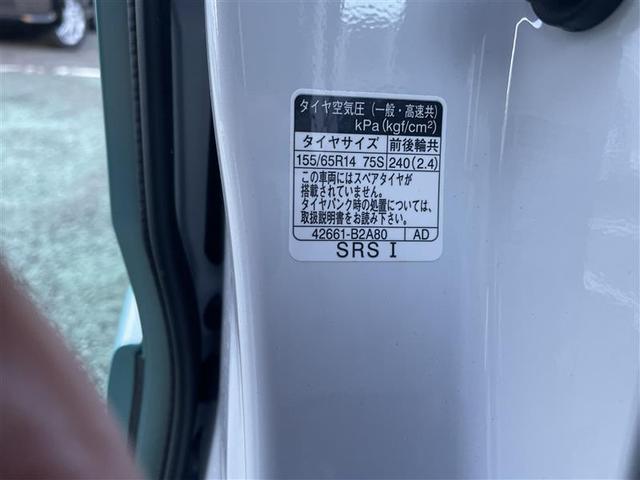 タイヤ空気圧 (一般・高速共)
kPa(kgf/cm²)
タイヤサイズ 前後輪共
155/65R14 75S 240(2.4)
この車両にはスペアタイヤが
搭載されていません。
タイヤパンク時の処置については、
取扱説明書をお読み下さい。
42661-B2A80 AD
SRS I